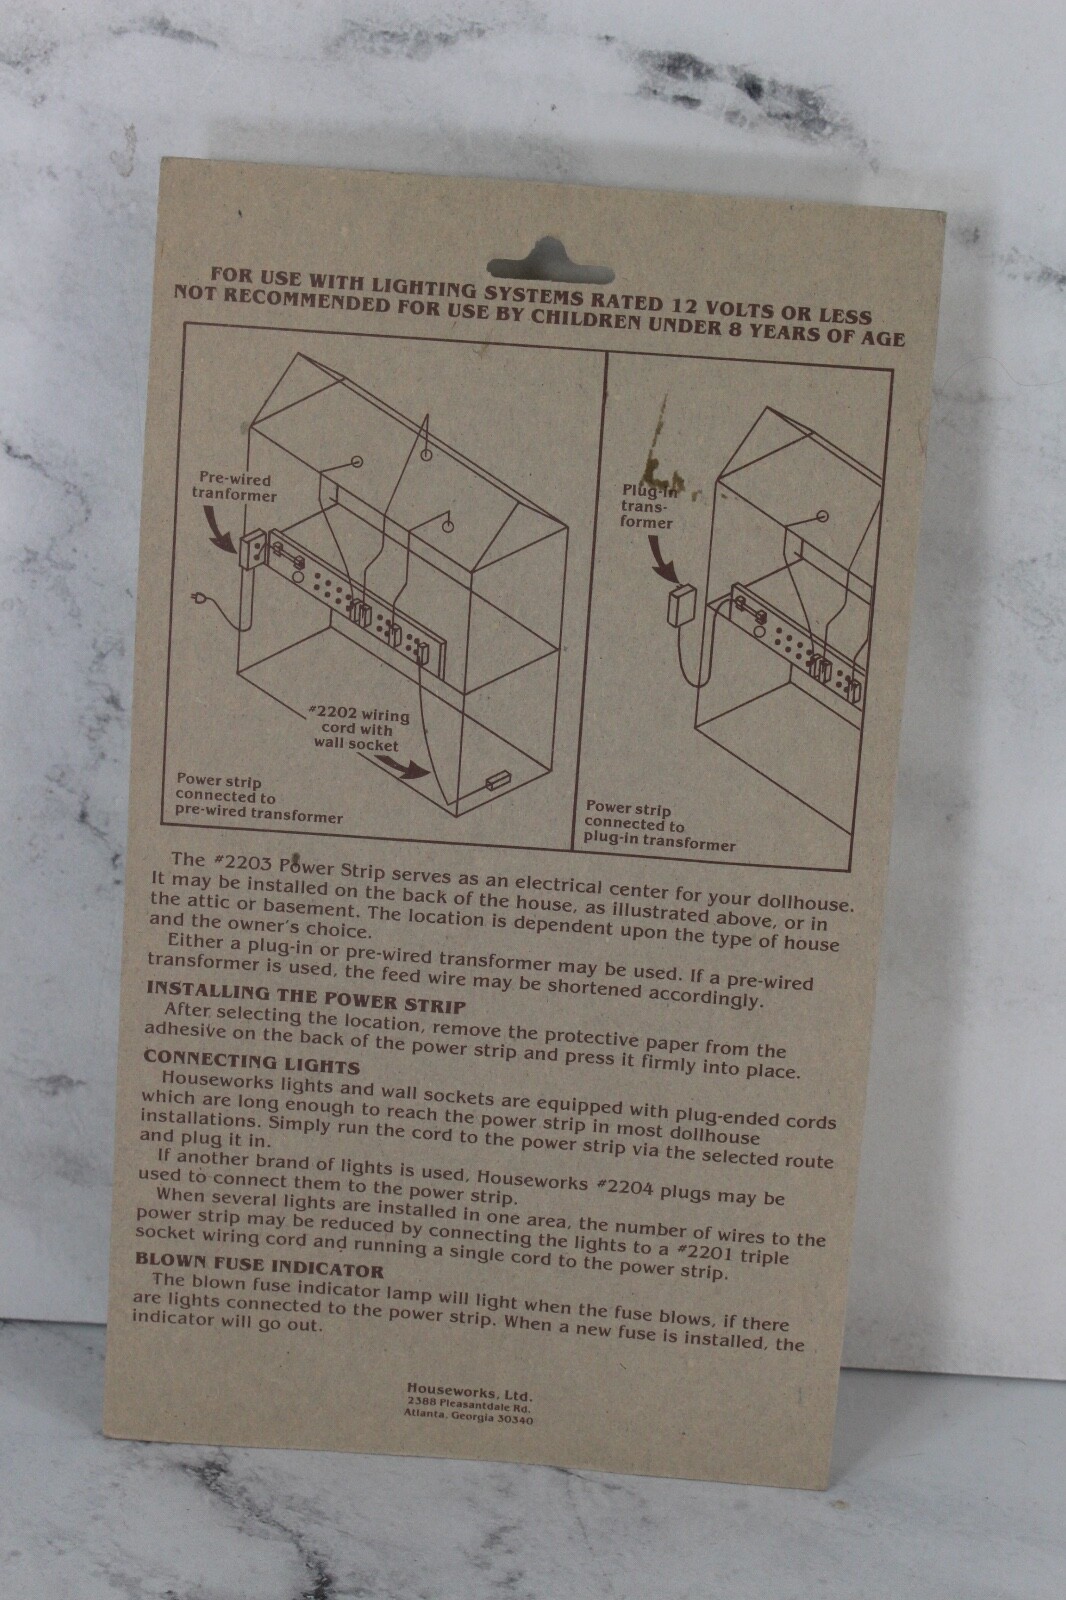 FOR USE WITH LIGHTING SYSTEMS RATED 12 VOLTS OR LESS
NOT RECOMMENDED FOR USE BY CHILDREN UNDER 8 YEARS OF AGE
Pre-wired
tranformer
#2202 wiring
cord with
wall socket
Power strip
connected to
pre-wired transformer
Plug-in
trans-
former
Power strip
connected to
plug-in transformer
The #2203 Power Strip serves as an electrical center for your dollhouse.
It may be installed on the back of the house, as illustrated above, or in
the attic or basement. The location is dependent upon the type of house
and the owner's choice.
Either a plug-in or pre-wired transformer may be used. If a pre-wired
transformer is used, the feed wire may be shortened accordingly.
INSTALLING THE POWER STRIP
After selecting the location, remove the protective paper from the
adhesive on the back of the power strip and press it firmly into place.
CONNECTING LIGHTS
Houseworks lights and wall sockets are equipped with plug-ended cords
which are long enough to reach the power strip in most dollhouse
installations. Simply run the cord to the power strip via the selected route
and plug it in.
If another brand of lights is used, Houseworks #2204 plugs may be
used to connect them to the power strip.
When several lights are installed in one area, the number of wires to the
power strip may be reduced by connecting the lights to a #2201 triple
socket wiring cord and running a single cord to the power strip.
BLOWN FUSE INDICATOR
The blown fuse indicator lamp will light when the fuse blows, if there
are lights connected to the power strip. When a new fuse is installed, the
indicator will go out.
Houseworks, Ltd.
2388 Pleasantdale Rd.
Atlanta, Georgia 30340